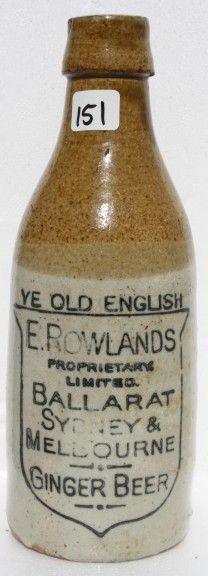 151
YE OLD ENGLISH
E. ROWLANDS
PROPRIETARY
LIMITED.
BALLARAT
SYDNEY &
MELBOURNE
GINGER BEER